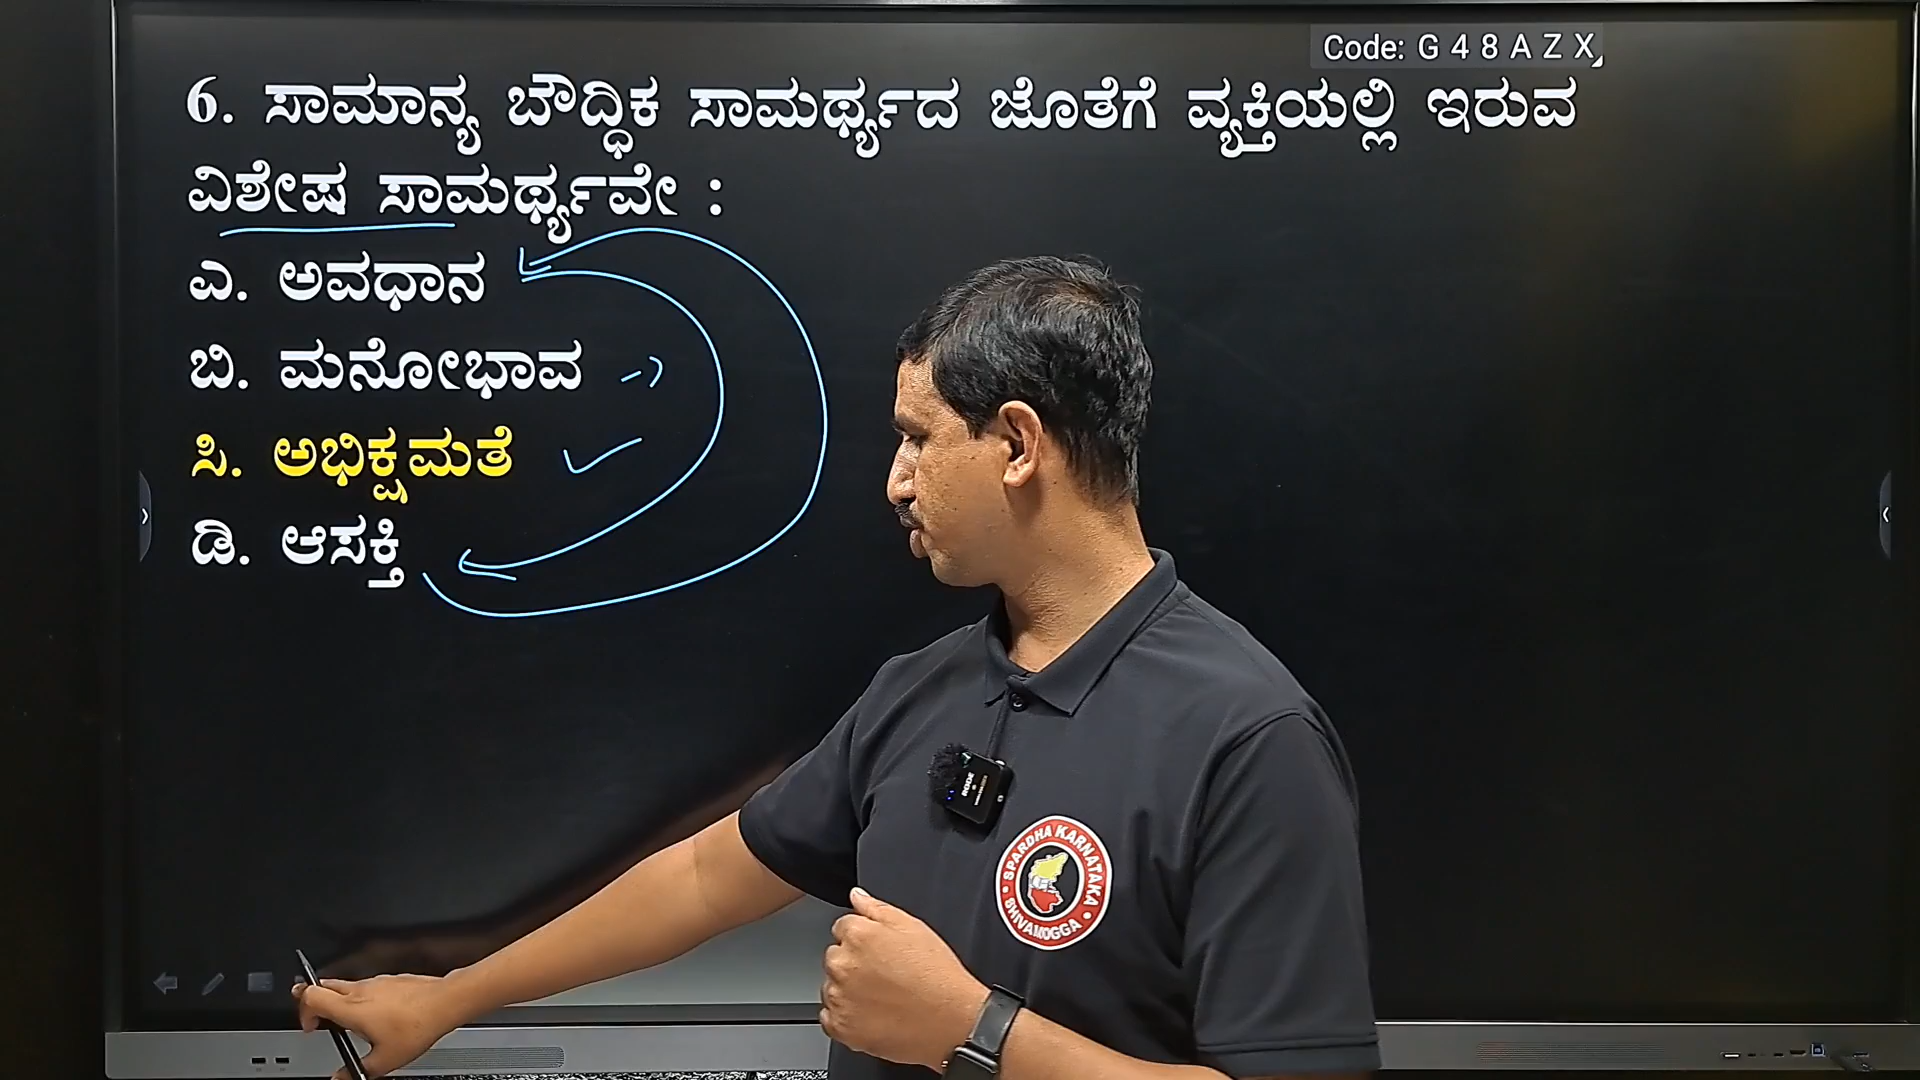 Code: G 4 8 A Z X
6. ಸಾಮಾನ್ಯ ಬೌದ್ಧಿಕ ಸಾಮರ್ಥ್ಯದ ಜೊತೆಗೆ ವ್ಯಕ್ತಿಯಲ್ಲಿ ಇರುವ
ವಿಶೇಷ ಸಾಮರ್ಥ್ಯವೇ :
ಎ. ಅವಧಾನ
ಬಿ. ಮನೋಭಾವ
ಸಿ. ಅಭಿಕ್ಷಮತೆ
ಡಿ. ಆಸಕ್ತಿ
RODE
SPARDHA KARNATAKA
SHIVAMOGGA